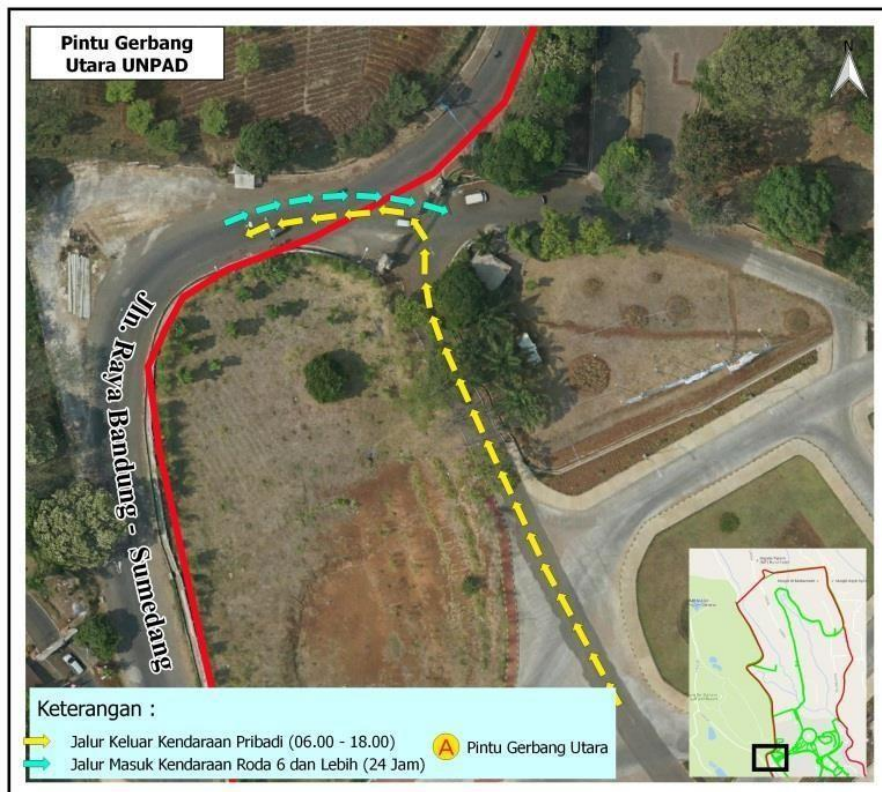 Pintu Gerbang
Utara UNPAD
N
Jln. Raya Bandung - Sumedang
Keterangan :
Jalur Keluar Kendaraan Pribadi (06.00 - 18.00)
Jalur Masuk Kendaraan Roda 6 dan Lebih (24 Jam)
A Pintu Gerbang Utara